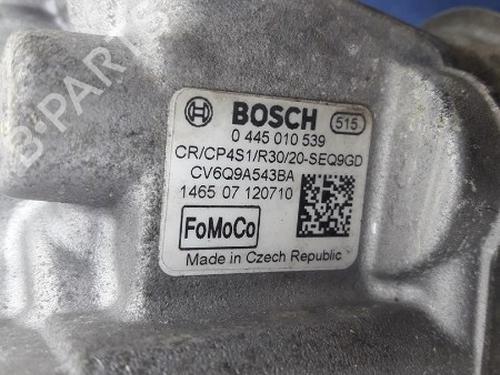 BOSCH 515
0 445 010 539
CR/CP4S1/R30/20-SEQ9GD
CV6Q9A543BA
1465 07 120710
FoMoCo
Made in Czech Republic
B-PARTS